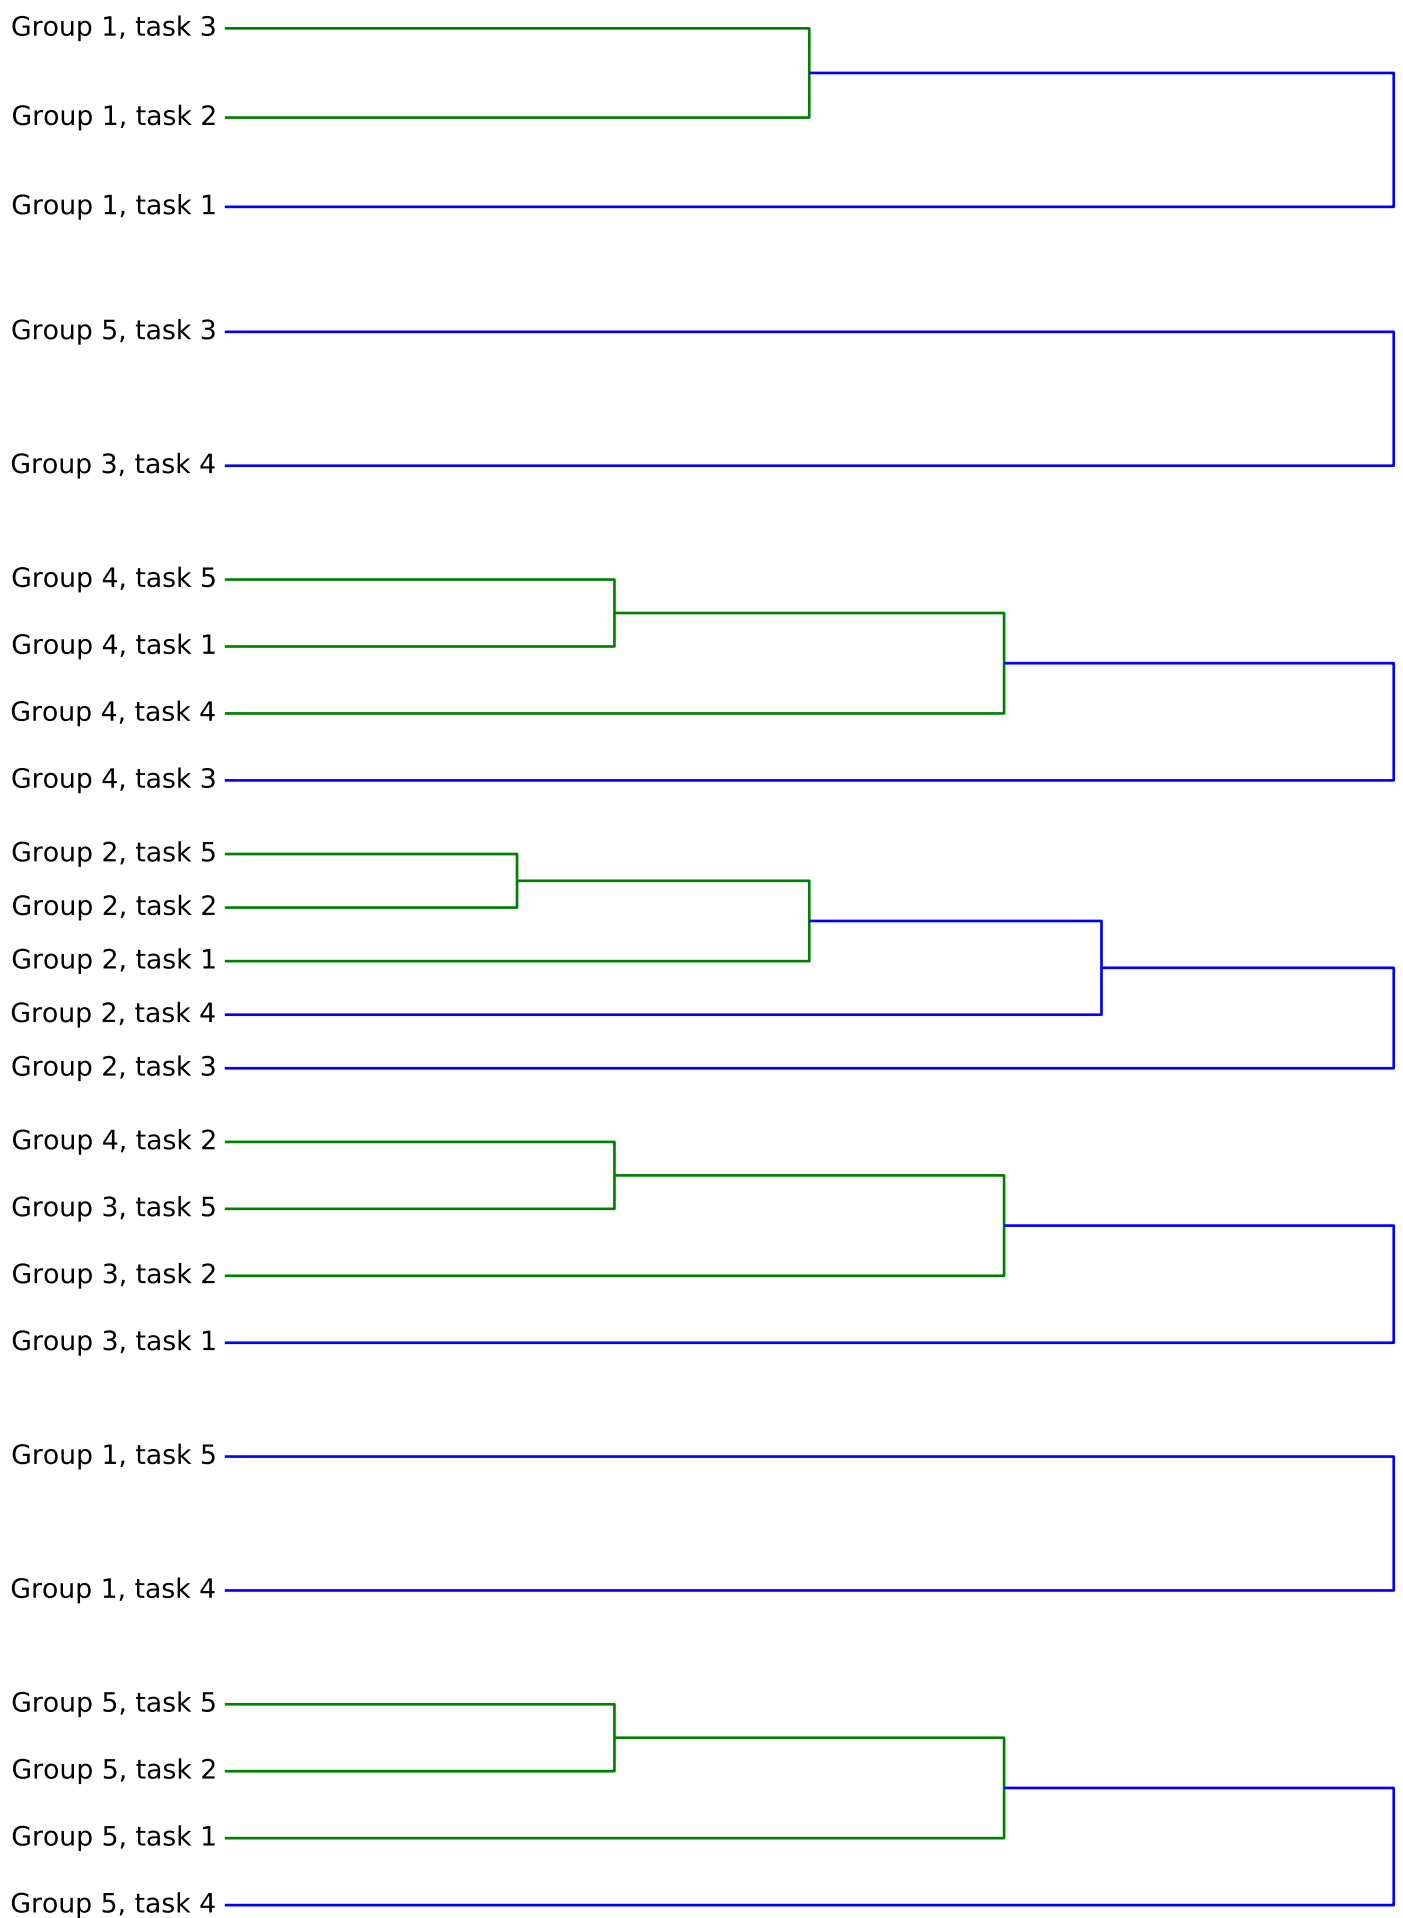 Group 1, task 3
Group 1, task 2
Group 1, task 1
Group 5, task 3
Group 3, task 4
Group 4, task 5
Group 4, task 1
Group 4, task 4
Group 4, task 3
Group 2, task 5
Group 2, task 2
Group 2, task 1
Group 2, task 4
Group 2, task 3
Group 4, task 2
Group 3, task 5
Group 3, task 2
Group 3, task 1
Group 1, task 5
Group 1, task 4
Group 5, task 5
Group 5, task 2
Group 5, task 1
Group 5, task 4